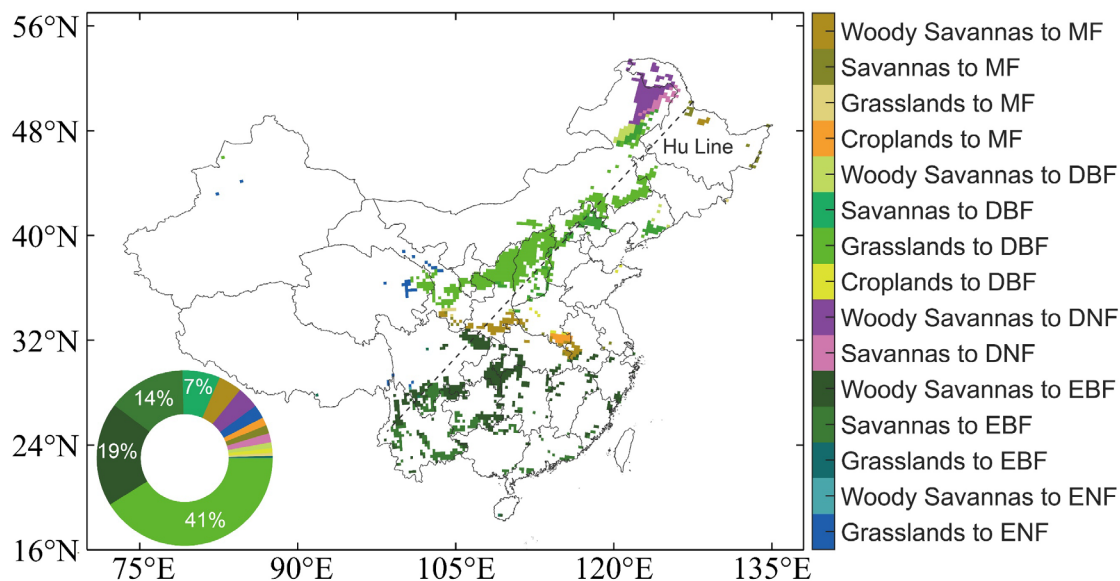 56°N
48°N
40°N
32°N
24°N
16°N
75°E
90°E
105°E
120°E
135°E
Hu Line
7%
14%
19%
41%
Woody Savannas to MF
Savannas to MF
Grasslands to MF
Croplands to MF
Woody Savannas to DBF
Savannas to DBF
Grasslands to DBF
Croplands to DBF
Woody Savannas to DNF
Savannas to DNF
Woody Savannas to EBF
Savannas to EBF
Grasslands to EBF
Woody Savannas to ENF
Grasslands to ENF